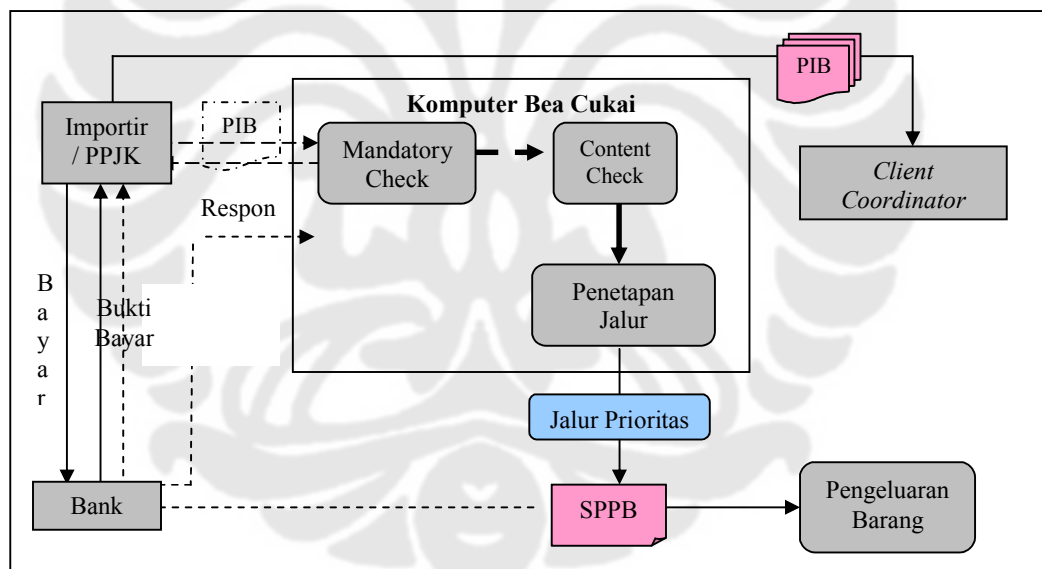 PIB
Komputer Bea Cukai
Importir
/ PPJK
PIB
Mandatory
Check
Content
Check
Client
Coordinator
Respon
Bayar
Bukti
Bayar
Penetapan
Jalur
Jalur Prioritas
Bank
SPPB
Pengeluaran
Barang